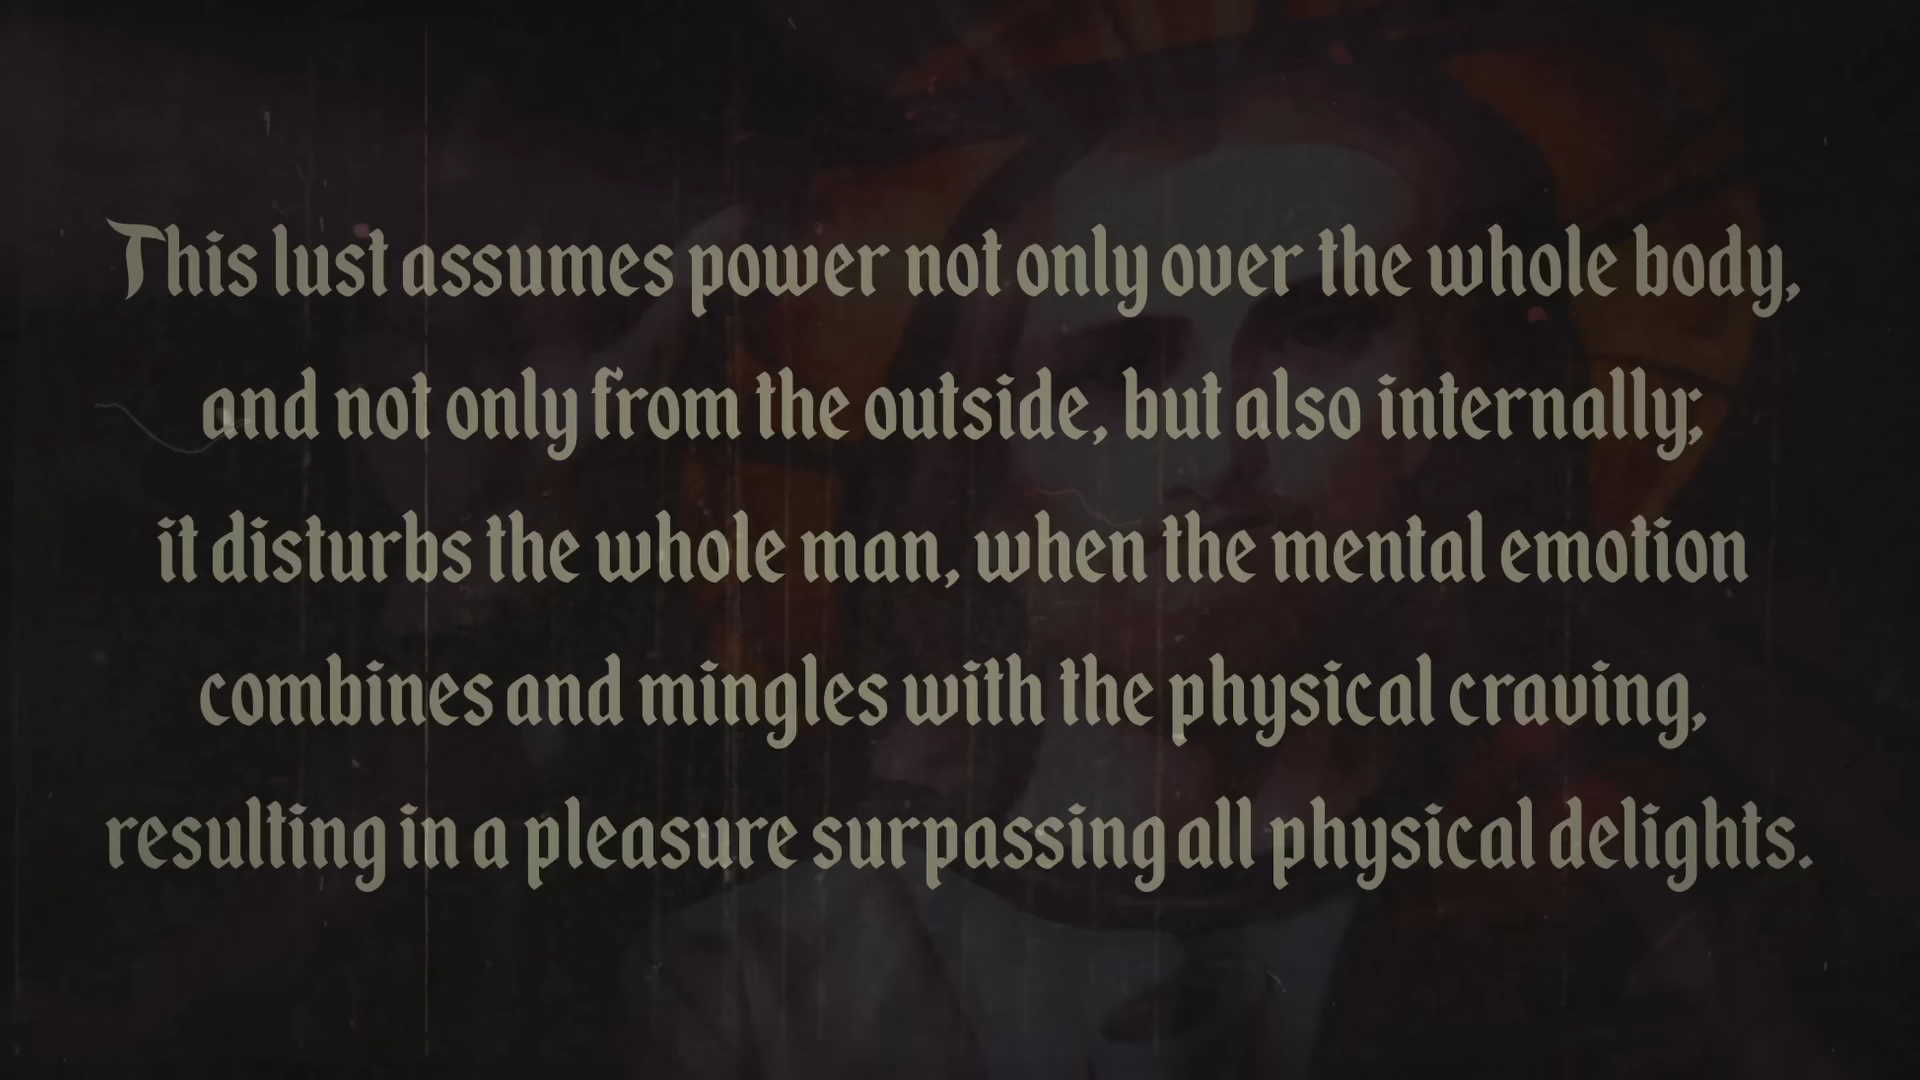 This lust assumes power not only over the whole body,
and not only from the outside, but also internally;
it disturbs the whole man, when the mental emotion
combines and mingles with the physical craving,
resulting in a pleasure surpassing all physical delights.